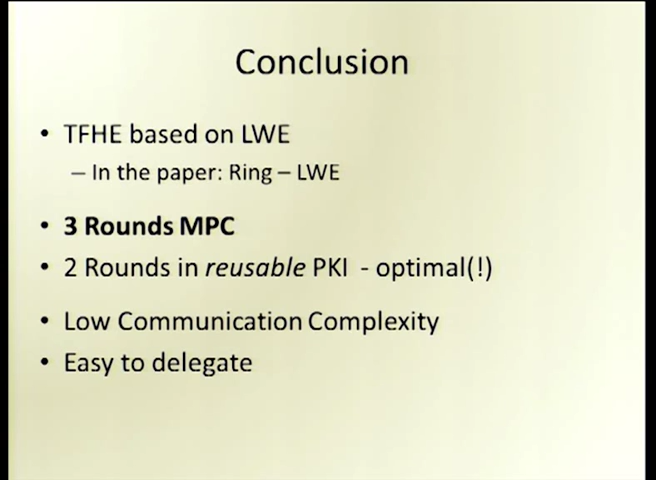 Conclusion
• TFHE based on LWE
– In the paper: Ring – LWE
• 3 Rounds MPC
• 2 Rounds in reusable PKI - optimal(!)
• Low Communication Complexity
• Easy to delegate